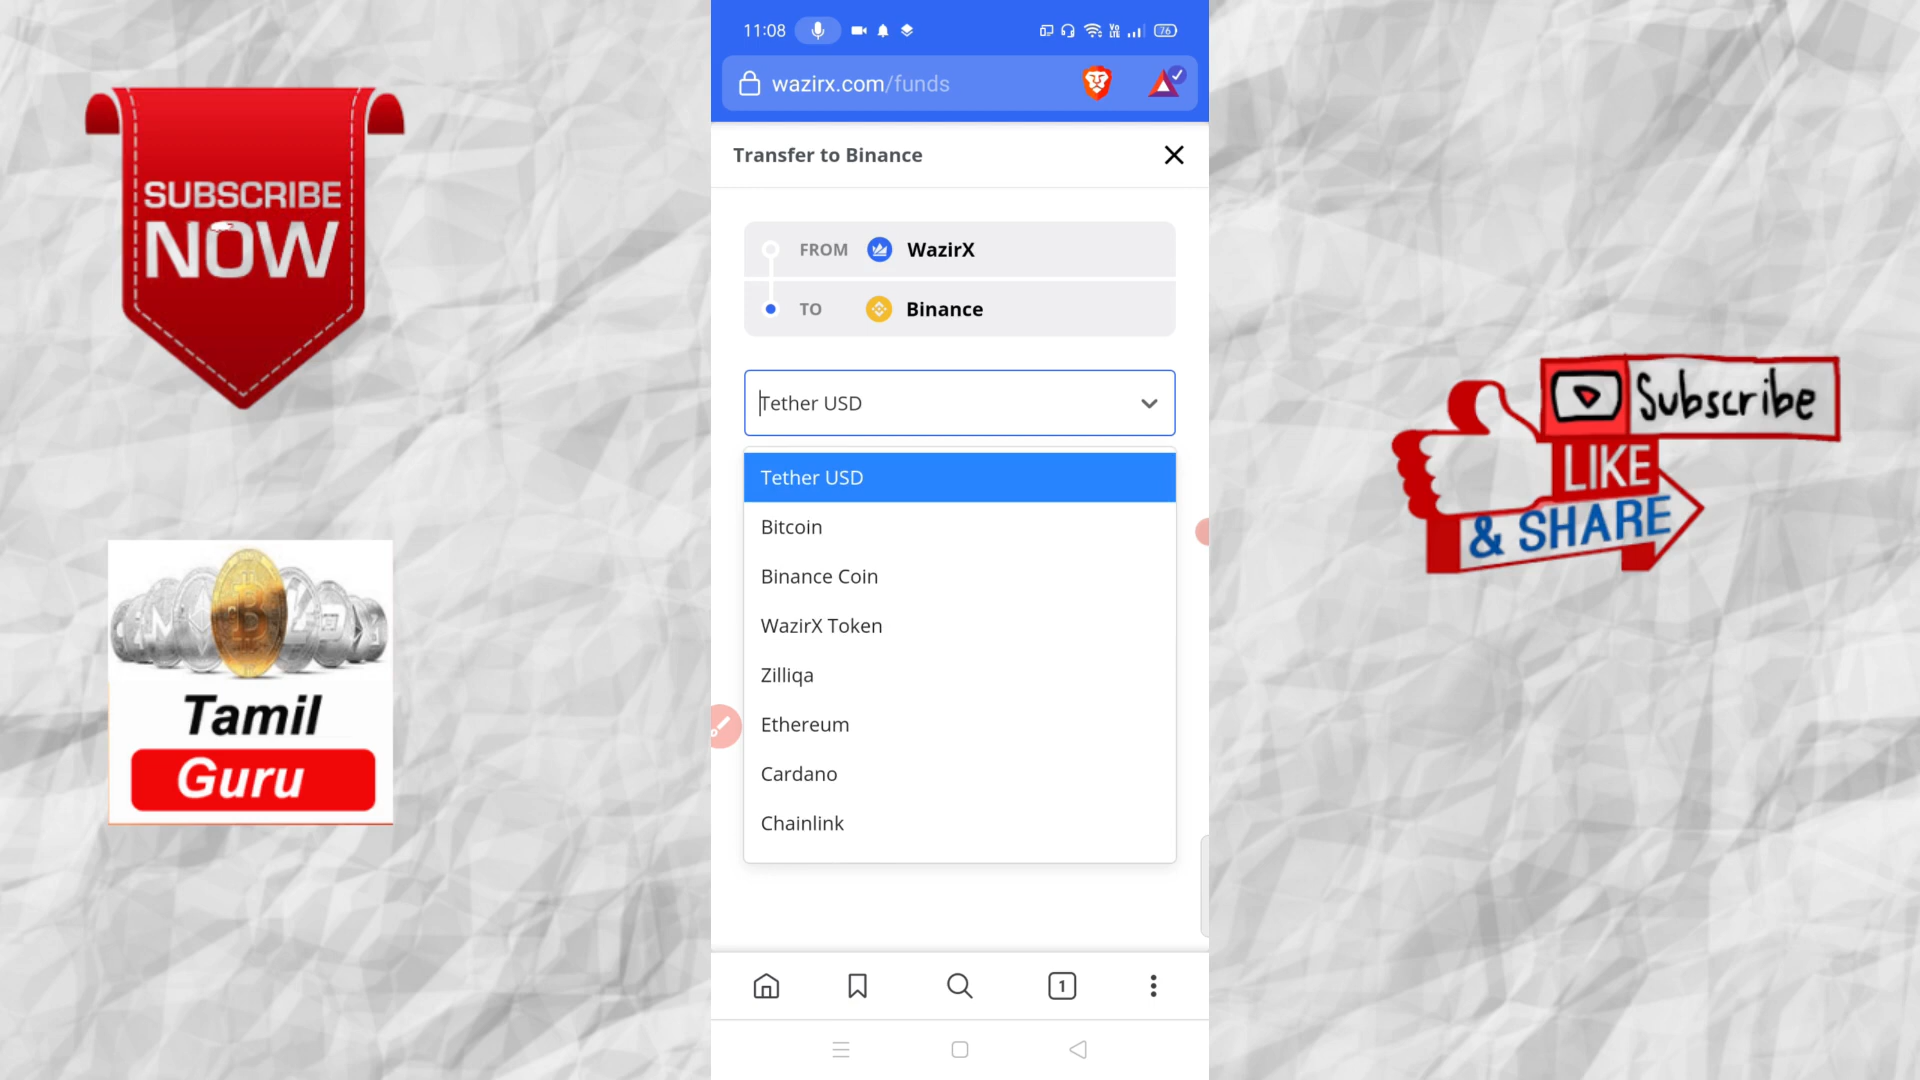 SUBSCRIBE
NOW
Tamil
Guru
11:08
76
wazirx.com/funds
Transfer to Binance
FROM WazirX
TO Binance
Tether USD
Tether USD
Bitcoin
Binance Coin
WazirX Token
Zilliqa
Ethereum
Cardano
Chainlink
1
Subscribe
LIKE
& SHARE